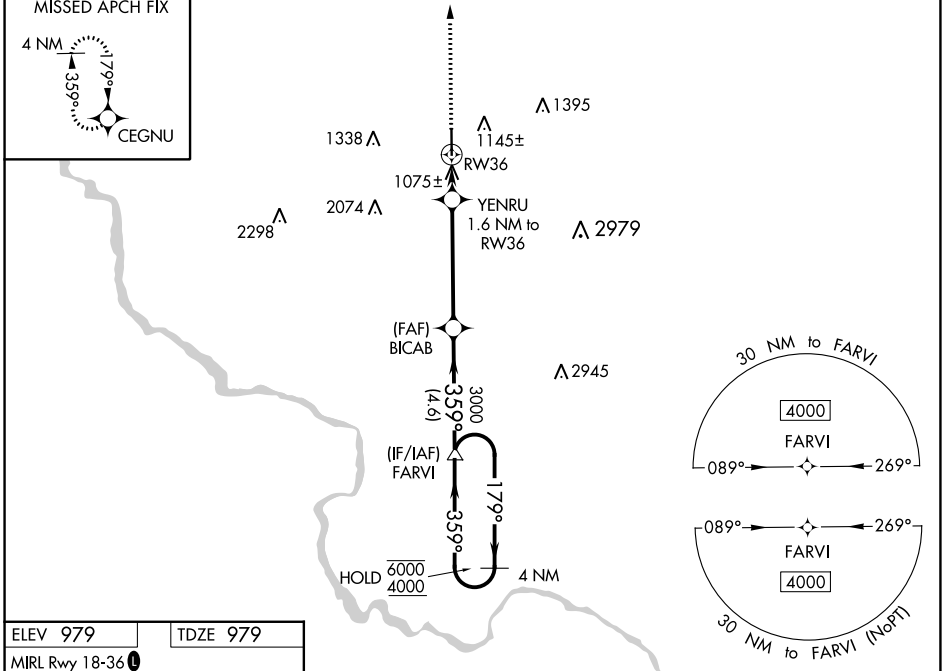 MISSED APCH FIX
4 NM
179°
359°
CEGNU
1395
1338
1145±
RW36
1075±
2074
YENRU
1.6 NM to
RW36
2298
2979
(FAF)
BICAB
2945
3000
359°
(4.6)
(IF/IAF)
FARVI
179°
359°
HOLD 6000
4000
4 NM
30 NM to FARVI
4000
FARVI
089°
269°
089°
269°
FARVI
4000
30 NM to FARVI (NoPT)
ELEV 979
TDZE 979
MIRL Rwy 18-36 L